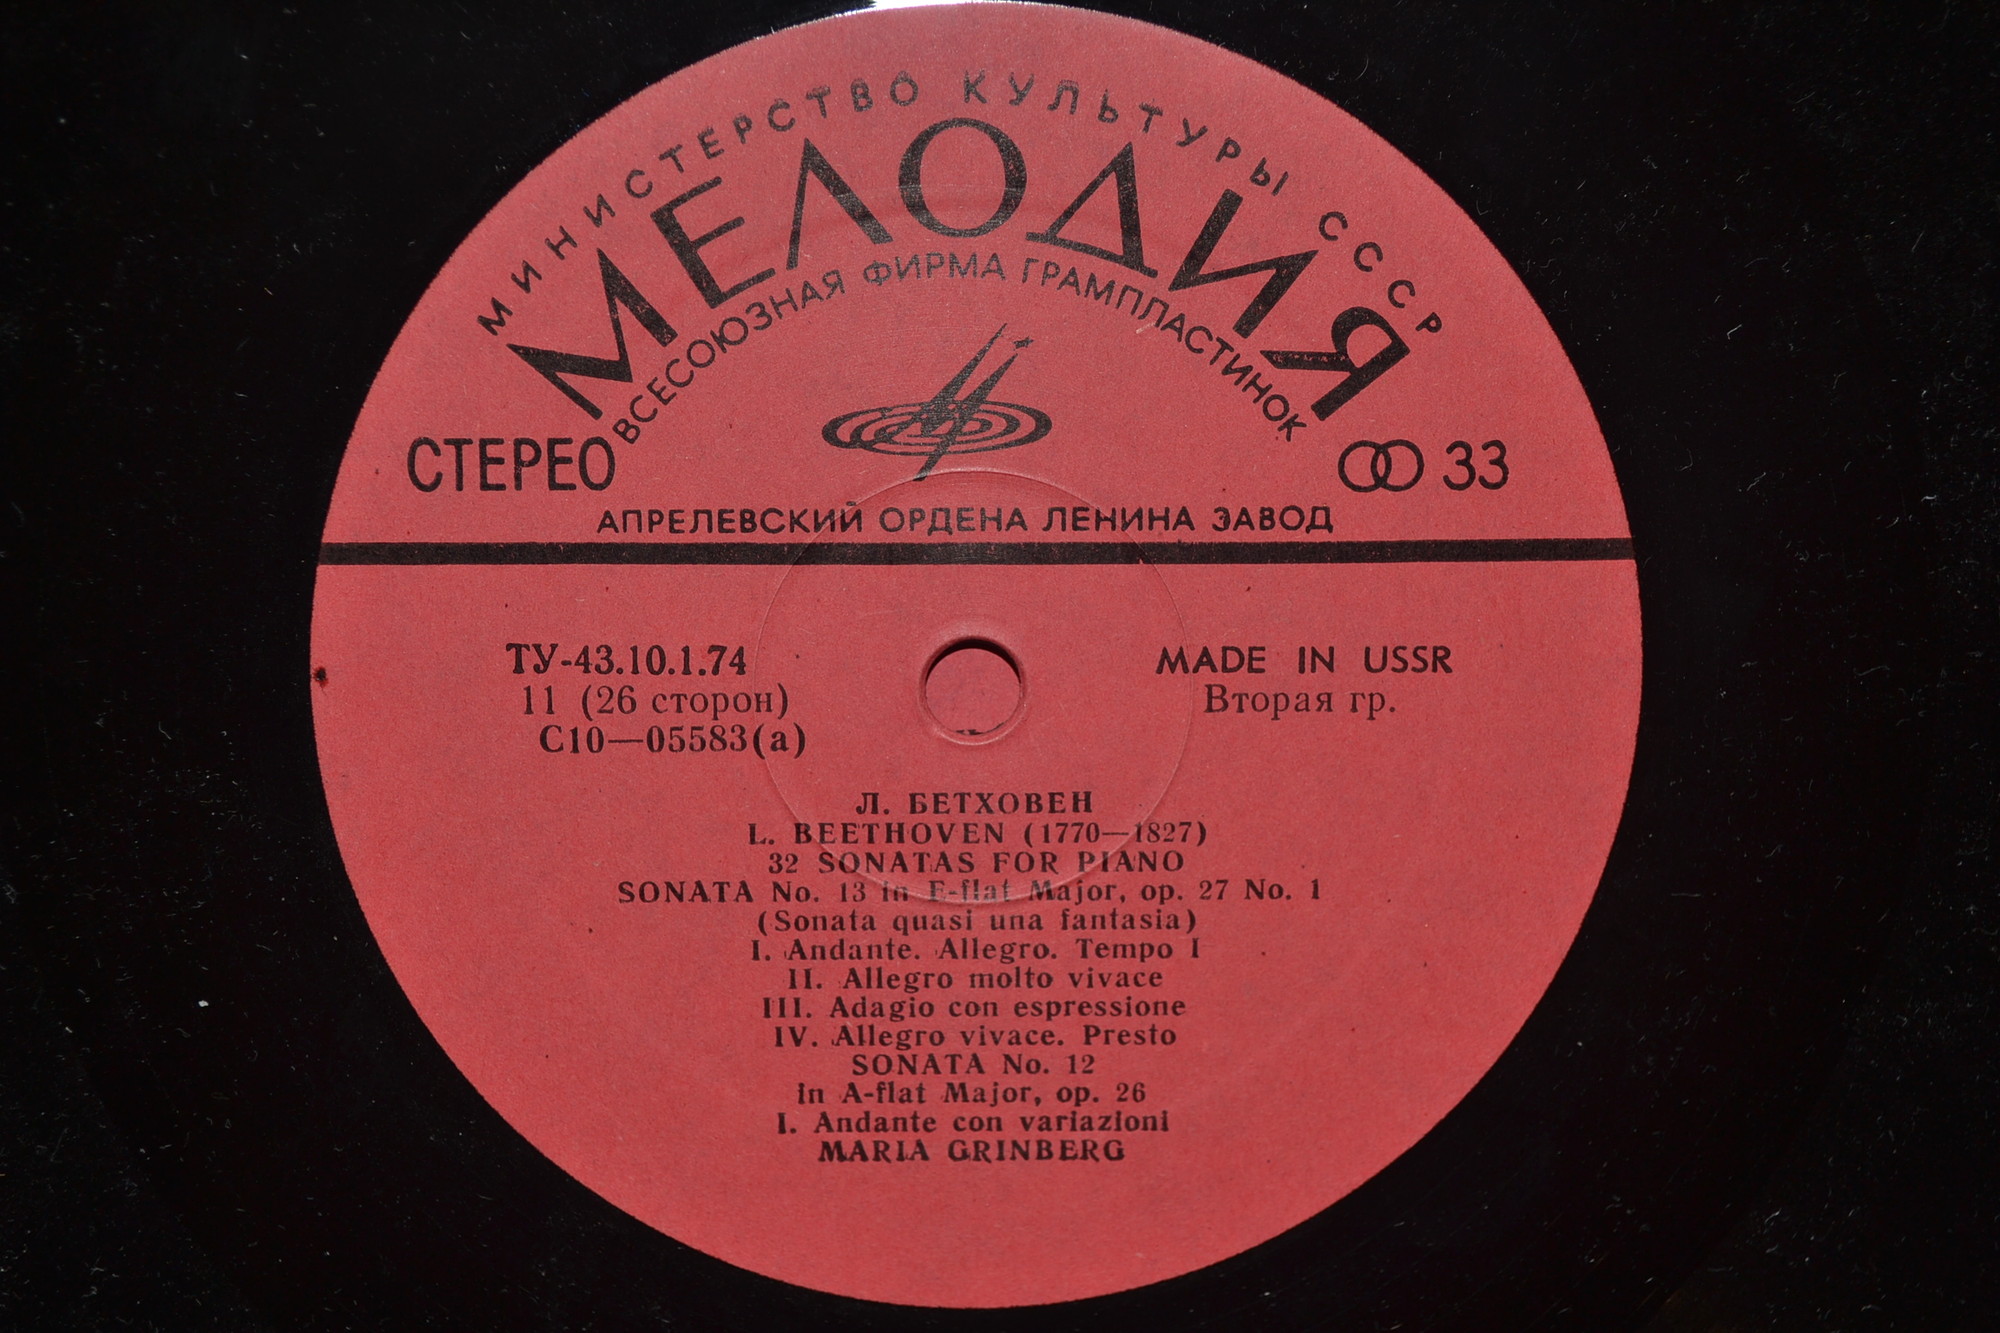 МИНИСТЕРСТВО КУЛЬТУРЫ СССР
МЕЛОДИЯ
ВСЕСОЮЗНАЯ ФИРМА ГРАМПЛАСТИНОК
СТЕРЕО
33
АПРЕЛЕВСКИЙ ОРДЕНА ЛЕНИНА ЗАВОД
ТУ-43.10.1.74
11 (26 сторон)
С10—05583(а)
MADE IN USSR
Вторая гр.
Л. БЕТХОВЕН
L. BEETHOVEN (1770—1827)
32 SONATAS FOR PIANO
SONATA No. 13 in E-flat Major, op. 27 No. 1
(Sonata quasi una fantasia)
I. Andante. Allegro. Tempo I
II. Allegro molto vivace
III. Adagio con espressione
IV. Allegro vivace. Presto
SONATA No. 12
in A-flat Major, op. 26
I. Andante con variazioni
MARIA GRINBERG